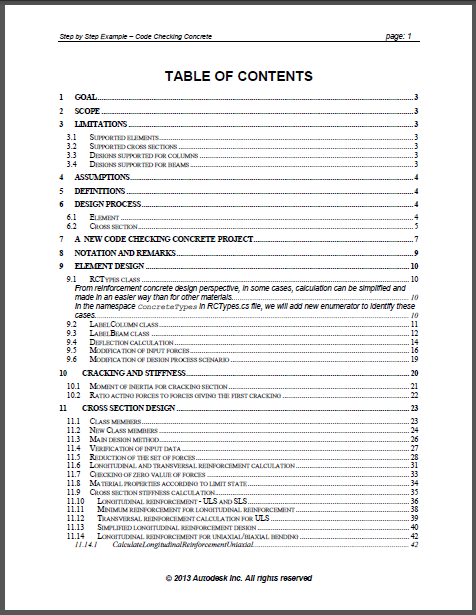 Step by Step Example – Code Checking Concrete page: 1
TABLE OF CONTENTS
1 GOAL 3
2 SCOPE 3
3 LIMITATIONS 3
3.1 SUPPORTED ELEMENTS 3
3.2 SUPPORTED CROSS SECTIONS 3
3.3 DESIGNS SUPPORTED FOR COLUMNS 3
3.4 DESIGNS SUPPORTED FOR BEAMS 3
4 ASSUMPTIONS 4
5 DEFINITIONS 4
6 DESIGN PROCESS 4
6.1 ELEMENT 4
6.2 CROSS SECTION 5
7 A NEW CODE CHECKING CONCRETE PROJECT 7
8 NOTATION AND REMARKS 9
9 ELEMENT DESIGN 10
9.1 RCTYPES CLASS 10
From reinforcement concrete design perspective, in some cases, calculation can be simplified and
made in an easier way than for other materials. 10
In the namespace ConcreteTypes in RCTypes.cs file, we will add new enumerator to identify these
cases. 10
9.2 LABELCOLUMN CLASS 11
9.3 LABELBEAM CLASS 12
9.4 DEFLECTION CALCULATION 14
9.5 MODIFICATION OF INPUT FORCES 16
9.6 MODIFICATION OF DESIGN PROCESS SCENARIO 19
10 CRACKING AND STIFFNESS 20
10.1 MOMENT OF INERTIA FOR CRACKING SECTION 21
10.2 RATIO ACTING FORCES TO FORCES GIVING THE FIRST CRACKING 22
11 CROSS SECTION DESIGN 23
11.1 CLASS MEMBERS 23
11.2 NEW CLASS MEMBERS 24
11.3 MAIN DESIGN METHOD 26
11.4 VERIFICATION OF INPUT DATA 27
11.5 REDUCTION OF THE SET OF FORCES 28
11.6 LONGITUDINAL AND TRANSVERSAL REINFORCEMENT CALCULATION 31
11.7 CHECKING OF ZERO VALUE OF FORCES 33
11.8 MATERIAL PROPERTIES ACCORDING TO LIMIT STATE 34
11.9 CROSS SECTION STIFFNESS CALCULATION 35
11.10 LONGITUDINAL REINFORCEMENT - ULS AND SLS 36
11.11 MINIMUM REINFORCEMENT FOR LONGITUDINAL REINFORCEMENT 38
11.12 TRANSVERSAL REINFORCEMENT CALCULATION FOR ULS 39
11.13 SIMPLIFIED LONGITUDINAL REINFORCEMENT DESIGN 40
11.14 LONGITUDINAL REINFORCEMENT FOR UNIAXIAL/BIAXIAL BENDING 42
11.14.1 CalculateLongitudinalReinforcementUniaxial 42
© 2013 Autodesk Inc. All rights reserved